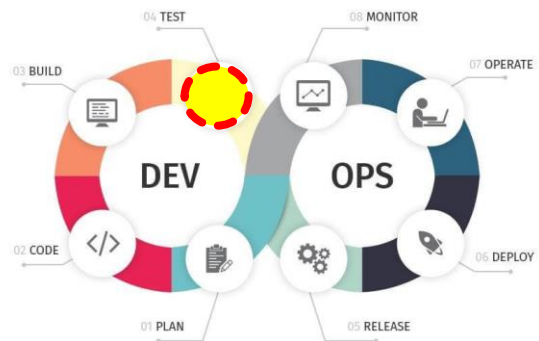 04 TEST
08 MONITOR
03 BUILD
07 OPERATE
DEV
OPS
</>
02 CODE
06 DEPLOY
01 PLAN
05 RELEASE